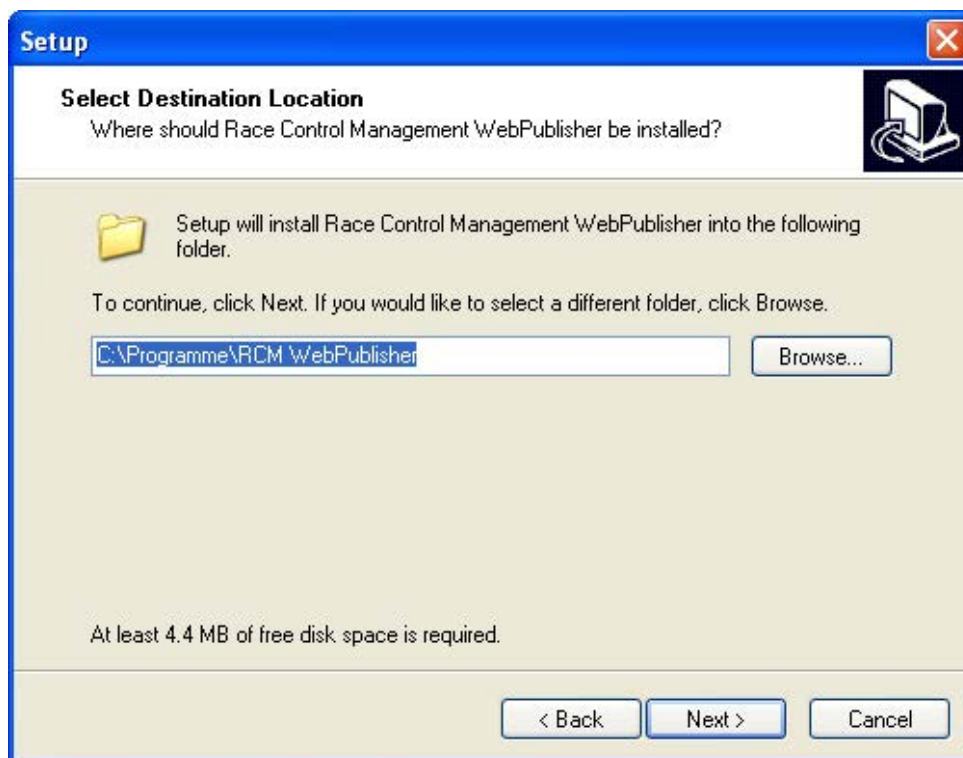 Setup
Select Destination Location
Where should Race Control Management WebPublisher be installed?
Setup will install Race Control Management WebPublisher into the following
folder.
To continue, click Next. If you would like to select a different folder, click Browse.
C:\Programme\RCM WebPublisher
Browse...
At least 4.4 MB of free disk space is required.
< Back
Next >
Cancel